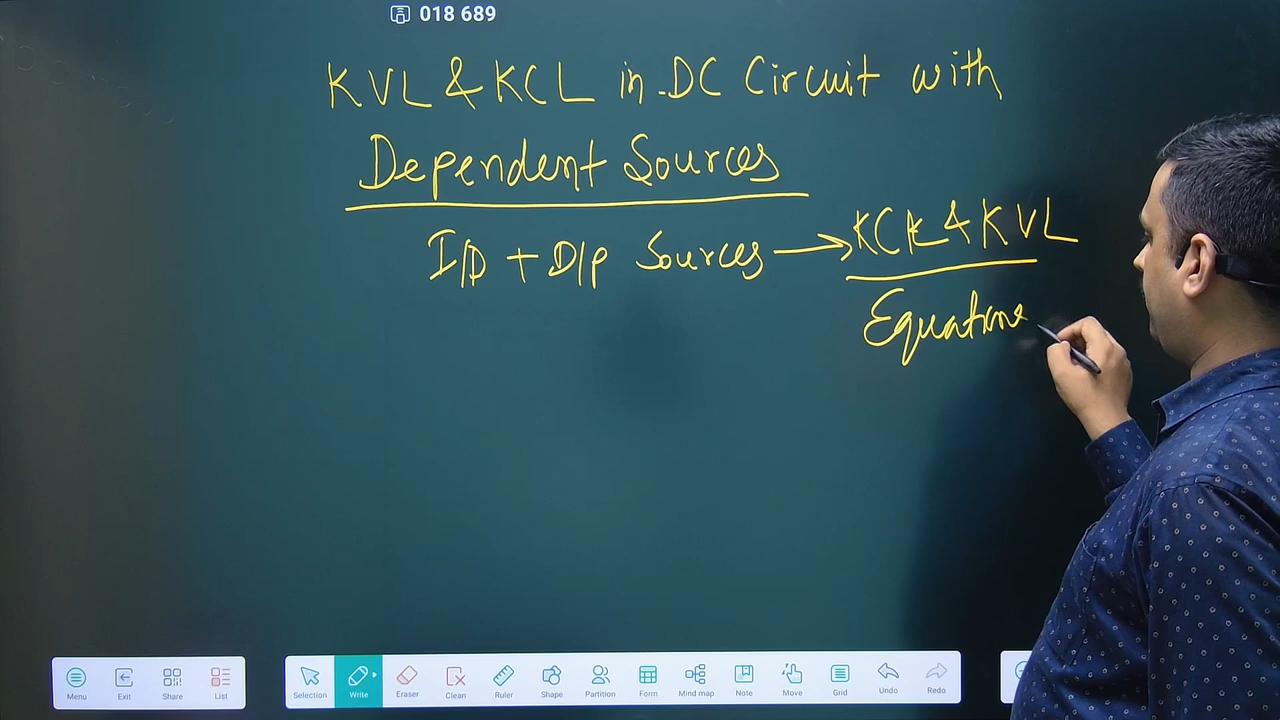 018 689
KVL & KCL in DC Circuit with
Dependent Sources
I/D + D/P Sources → KCL & KVL
Equations
Menu Exit Share List Selection Write Eraser Clean Ruler Shape Partition Form Mind map Note Move Grid Undo Redo